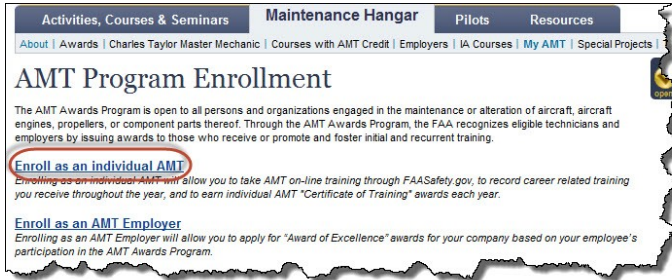 Activities, Courses & Seminars Maintenance Hangar Pilots Resources
About | Awards | Charles Taylor Master Mechanic | Courses with AMT Credit | Employers | IA Courses | My AMT | Special Projects |
AMT Program Enrollment
The AMT Awards Program is open to all persons and organizations engaged in the maintenance or alteration of aircraft, aircraft
engines, propellers, or component parts thereof. Through the AMT Awards Program, the FAA recognizes eligible technicians and
employers by issuing awards to those who receive or promote and foster initial and recurrent training.
Enroll as an individual AMT
Enrolling as an individual AMT will allow you to take AMT on-line training through FAASafety.gov, to record career related training
you receive throughout the year, and to earn individual AMT "Certificate of Training" awards each year.
Enroll as an AMT Employer
Enrolling as an AMT Employer will allow you to apply for "Award of Excellence" awards for your company based on your employee's
participation in the AMT Awards Program.